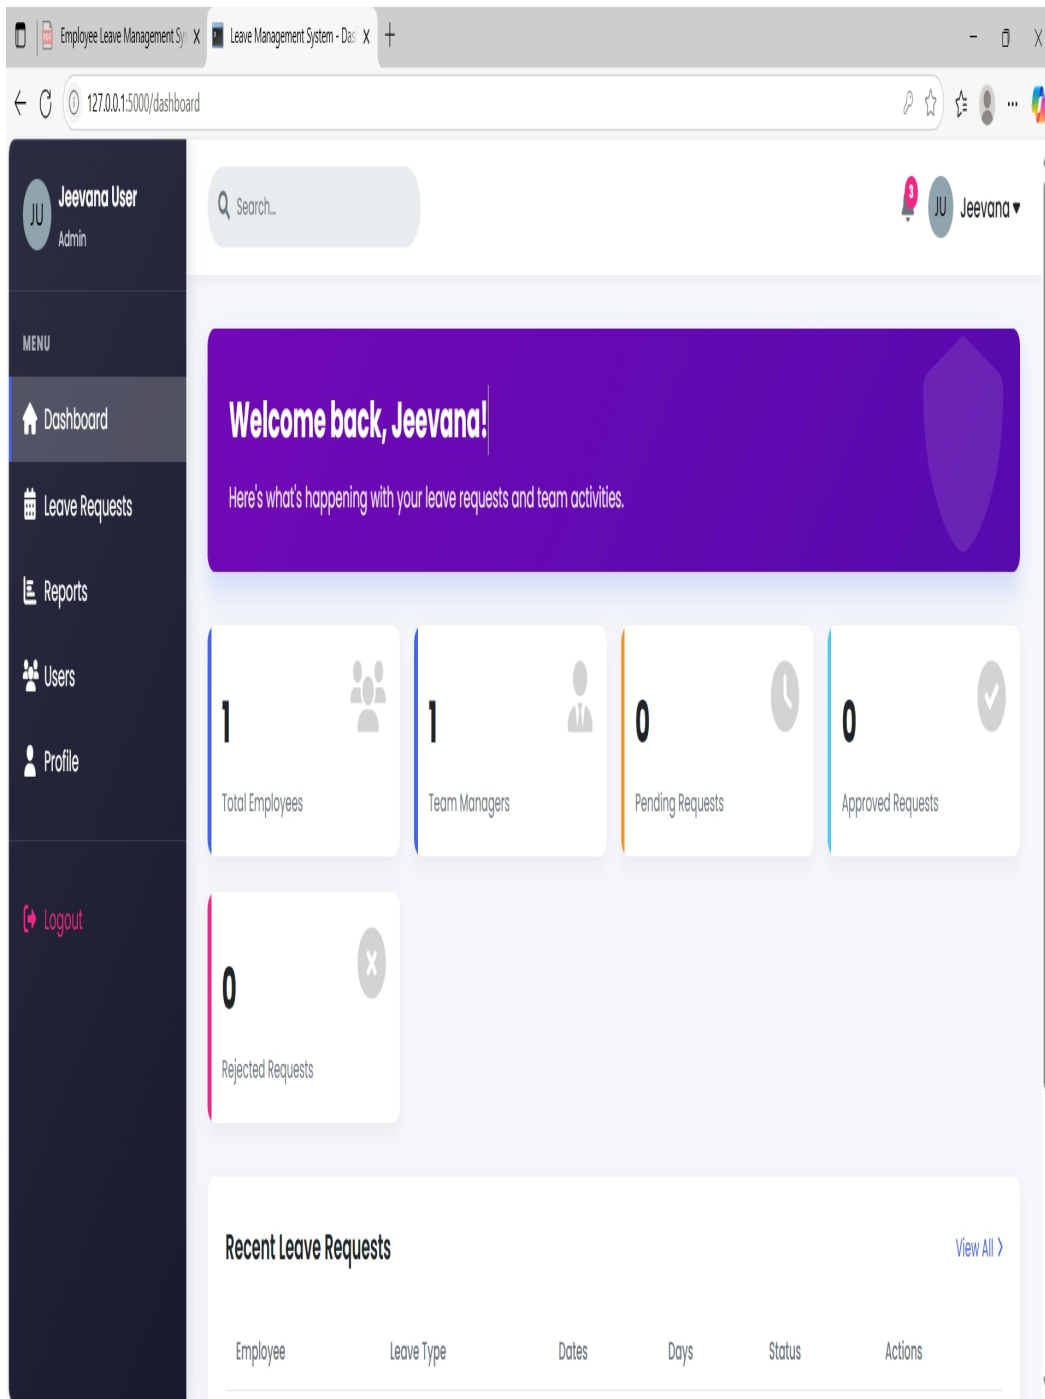 Employee Leave Management Sys
Leave Management System - Das
127.0.0.1:5000/dashboard
JU
Jeevana User
Admin
Search...
3
JU
Jeevana
MENU
Dashboard
Leave Requests
Reports
Users
Profile
Logout
Welcome back, Jeevana!
Here's what's happening with your leave requests and team activities.
1
Total Employees
1
Team Managers
0
Pending Requests
0
Approved Requests
0
Rejected Requests
Recent Leave Requests
View All
Employee Leave Type Dates Days Status Actions